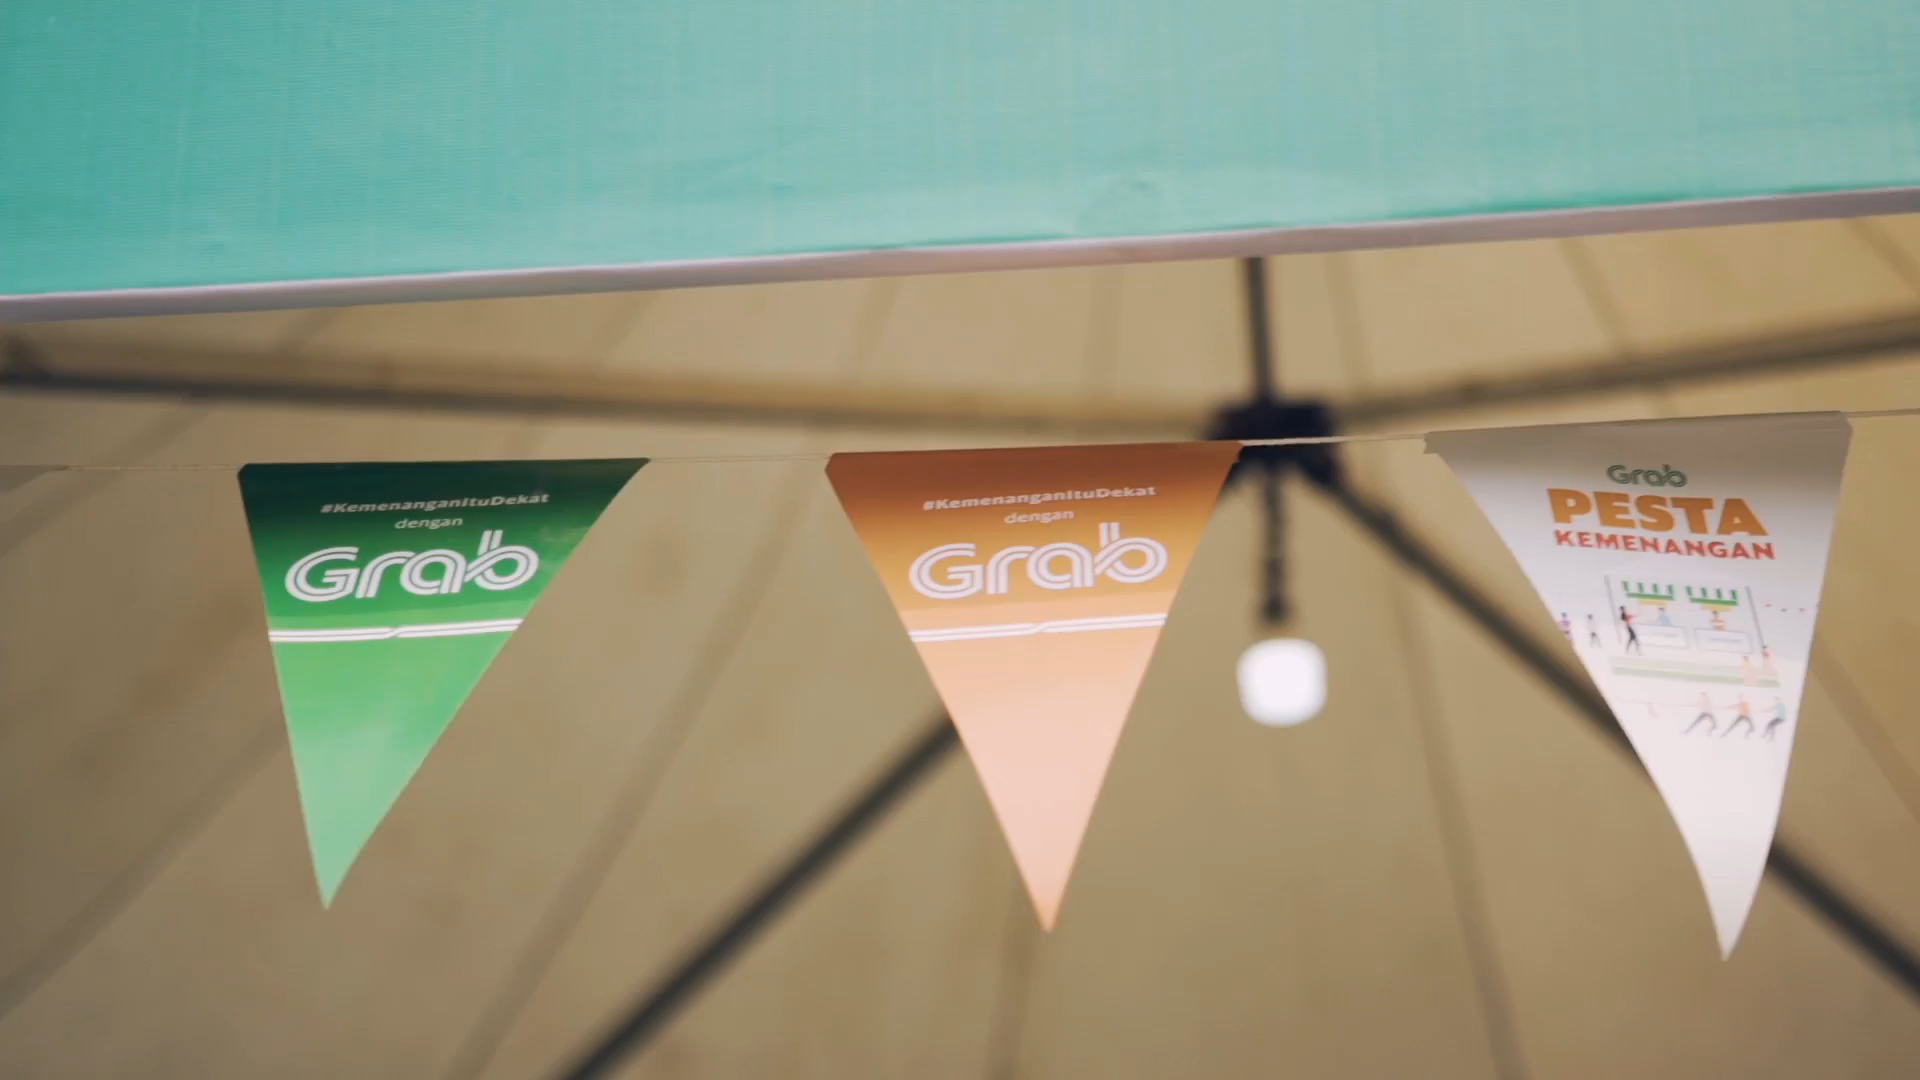 #KemenanganItuDekat
dengan
Grab
#KemenanganItuDekat
dengan
Grab
Grab
PESTA
KEMENANGAN